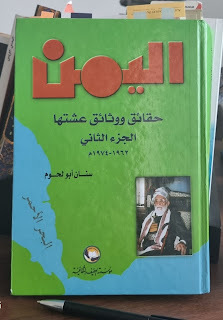 اليمن
حقائق ووثائق عشتها
الجزء الثاني
١٩٦٢-١٩٧٤م
سنان أبو لحوم
البحر الأحمر